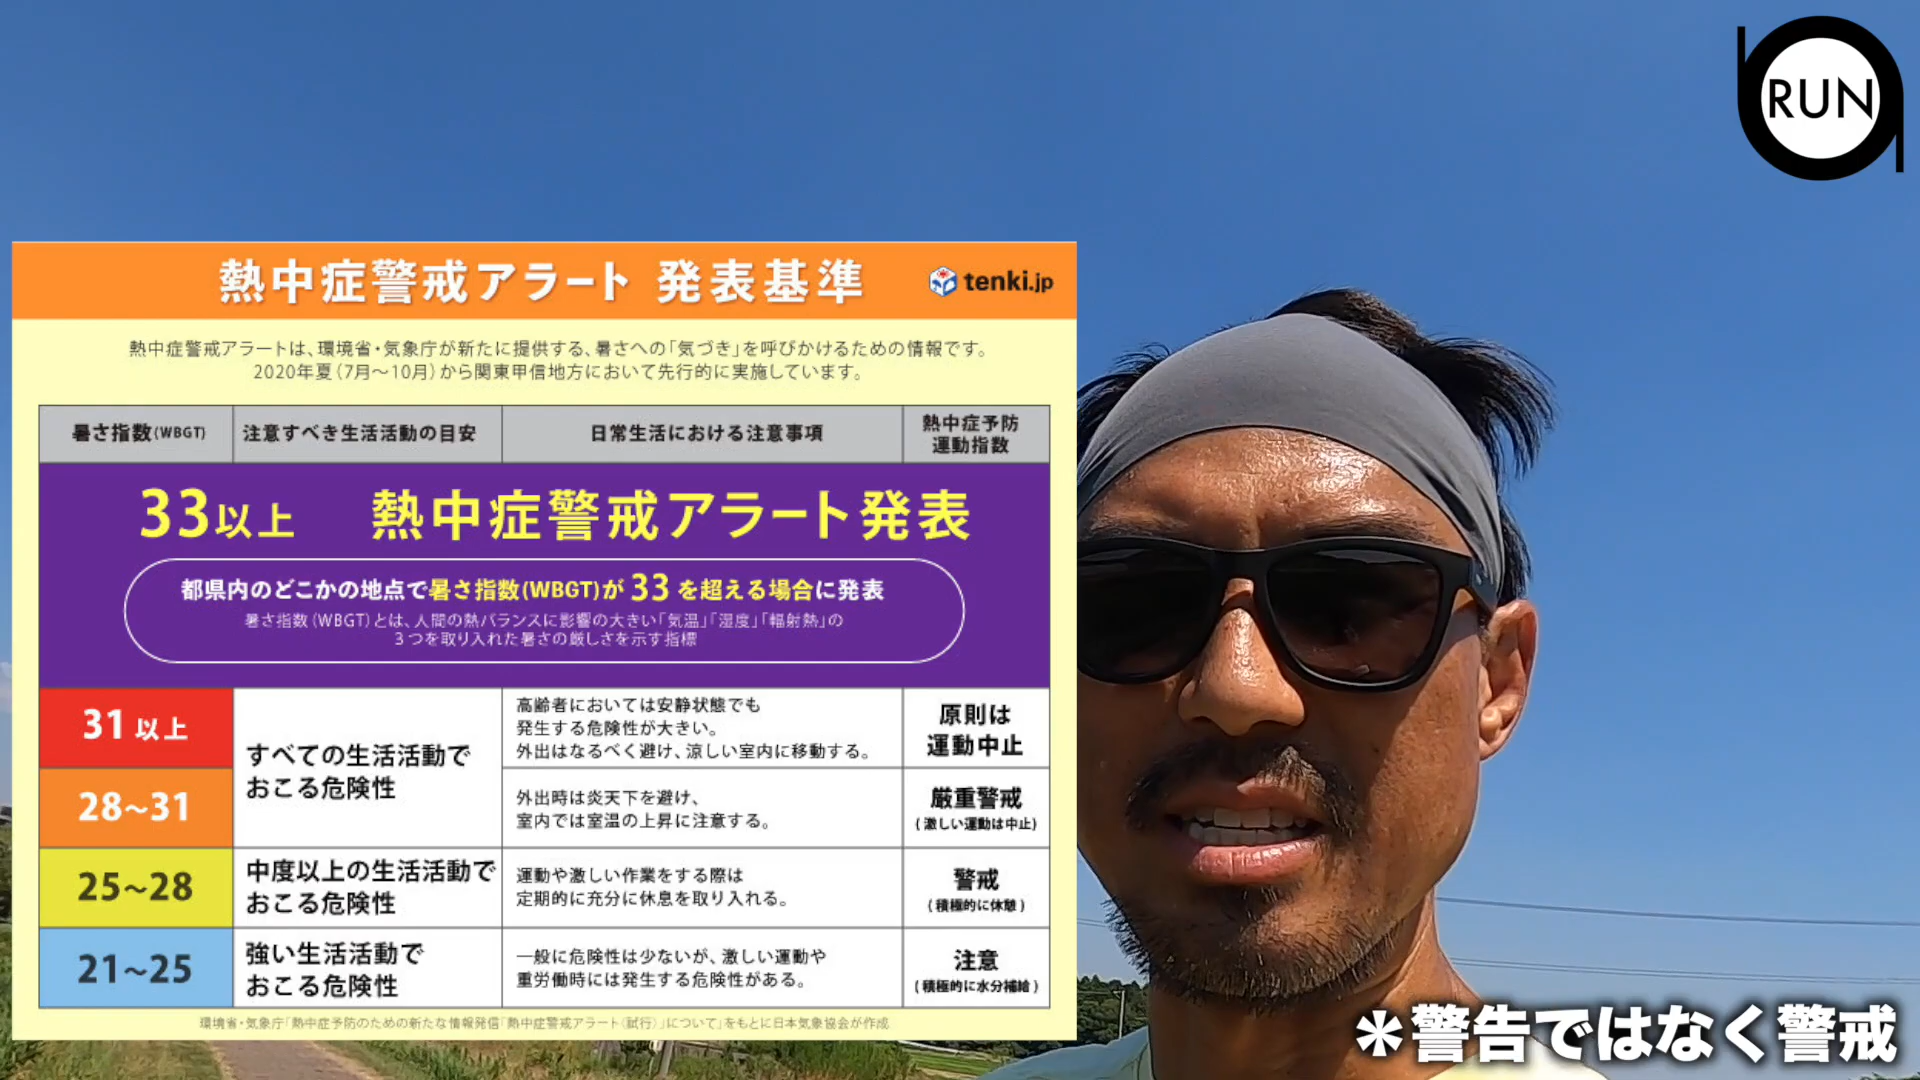 RUN
熱中症警戒アラート 発表基準
tenki.jp
熱中症警戒アラートは、環境省・気象庁が新たに提供する、暑さへの「気づき」を呼びかけるための情報です。
2020年夏（7月～10月）から関東甲信地方において先行的に実施しています。
暑さ指数(WBGT)
注意すべき生活活動の目安
日常生活における注意事項
熱中症予防
運動指数
33以上 熱中症警戒アラート発表
都県内のどこかの地点で暑さ指数(WBGT)が 33 を超える場合に発表
暑さ指数（WBGT）とは、人間の熱バランスに影響の大きい「気温」「湿度」「輻射熱」の
3つを取り入れた暑さの厳しさを示す指標
31 以上
すべての生活活動で
おこる危険性
高齢者においては安静状態でも
発生する危険性が大きい。
外出はなるべく避け、涼しい室内に移動する。
原則は
運動中止
28～31
外出時は炎天下を避け、
室内では室温の上昇に注意する。
厳重警戒
(激しい運動は中止)
25～28
中度以上の生活活動で
おこる危険性
運動や激しい作業をする際は
定期的に充分に休息を取り入れる。
警戒
(積極的に休憩)
21～25
強い生活活動で
おこる危険性
一般に危険性は少ないが、激しい運動や
重労働時には発生する危険性がある。
注意
(積極的に水分補給)
環境省・気象庁「熱中症予防のための新たな情報発信「熱中症警戒アラート（試行）」について」をもとに日本気象協会が作成
＊警告ではなく警戒